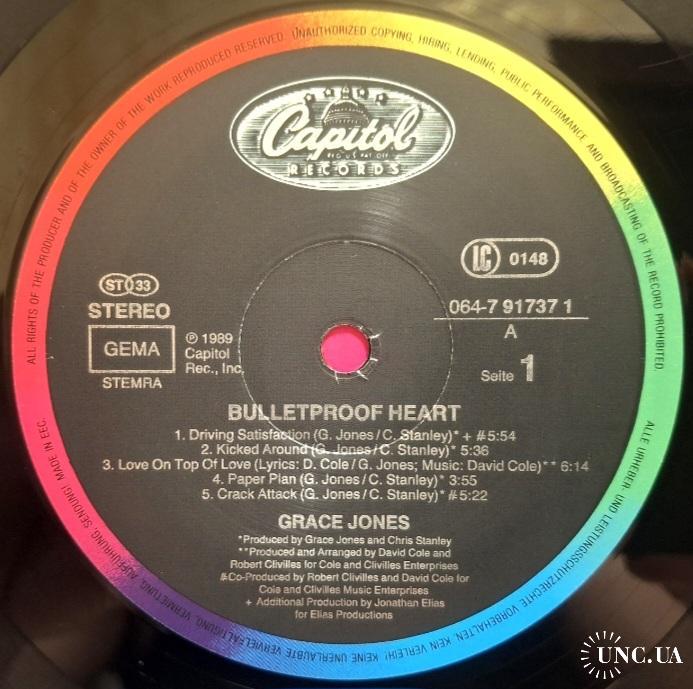 ALL RIGHTS OF THE PRODUCER AND OF THE OWNER OF THE WORK REPRODUCED RESERVED. UNAUTHORIZED COPYING, HIRING, LENDING, PUBLIC PERFORMANCE AND BROADCASTING OF THE RECORD PROHIBITED.
Capitol
REG. U.S. PAT. OFF.
RECORDS
LC 0148
ST 33
STEREO
GEMA
STEMRA
℗ 1989
Capitol
Rec., Inc.
064-7 91737 1
A
Seite 1
BULLETPROOF HEART
1. Driving Satisfaction (G. Jones/C. Stanley)* + #5:54
2. Kicked Around (G. Jones/C. Stanley)* 5:36
3. Love On Top Of Love (Lyrics: D. Cole/G. Jones; Music: David Cole)** 6:14
4. Paper Plan (G. Jones/C. Stanley)* 3:55
5. Crack Attack (G. Jones/C. Stanley)* #5:22
GRACE JONES
*Produced by Grace Jones and Chris Stanley
**Produced and Arranged by David Cole and
Robert Clivilles for Cole and Clivilles Enterprises
#Co-Produced by Robert Clivilles and David Cole for
Cole and Clivilles Music Enterprises
+ Additional Production by Jonathan Elias
for Elias Productions
ALLE URHEBER- UND LEISTUNGSSCHUTZRECHTE VORBEHALTEN. KEIN VERLEIH! KEINE UNERLAUBTE VERVIELFÄLTIGUNG, VERMIETUNG, AUFFÜHRUNG, SENDUNG! MADE IN EEC.
UNC.UA